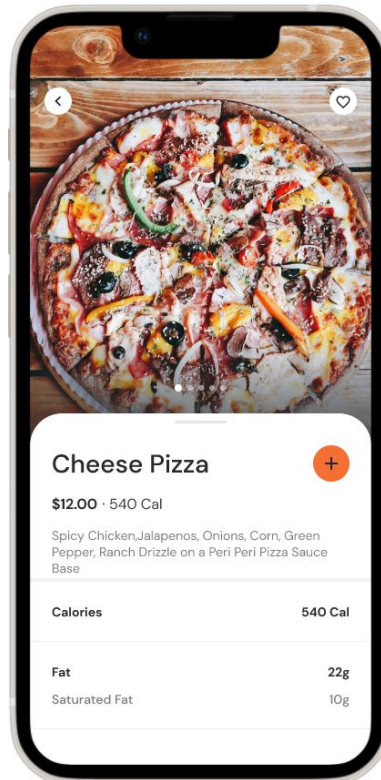 Cheese Pizza
$12.00 · 540 Cal
Spicy Chicken,Jalapenos, Onions, Corn, Green
Pepper, Ranch Drizzle on a Peri Peri Pizza Sauce
Base
Calories 540 Cal
Fat 22g
Saturated Fat 10g